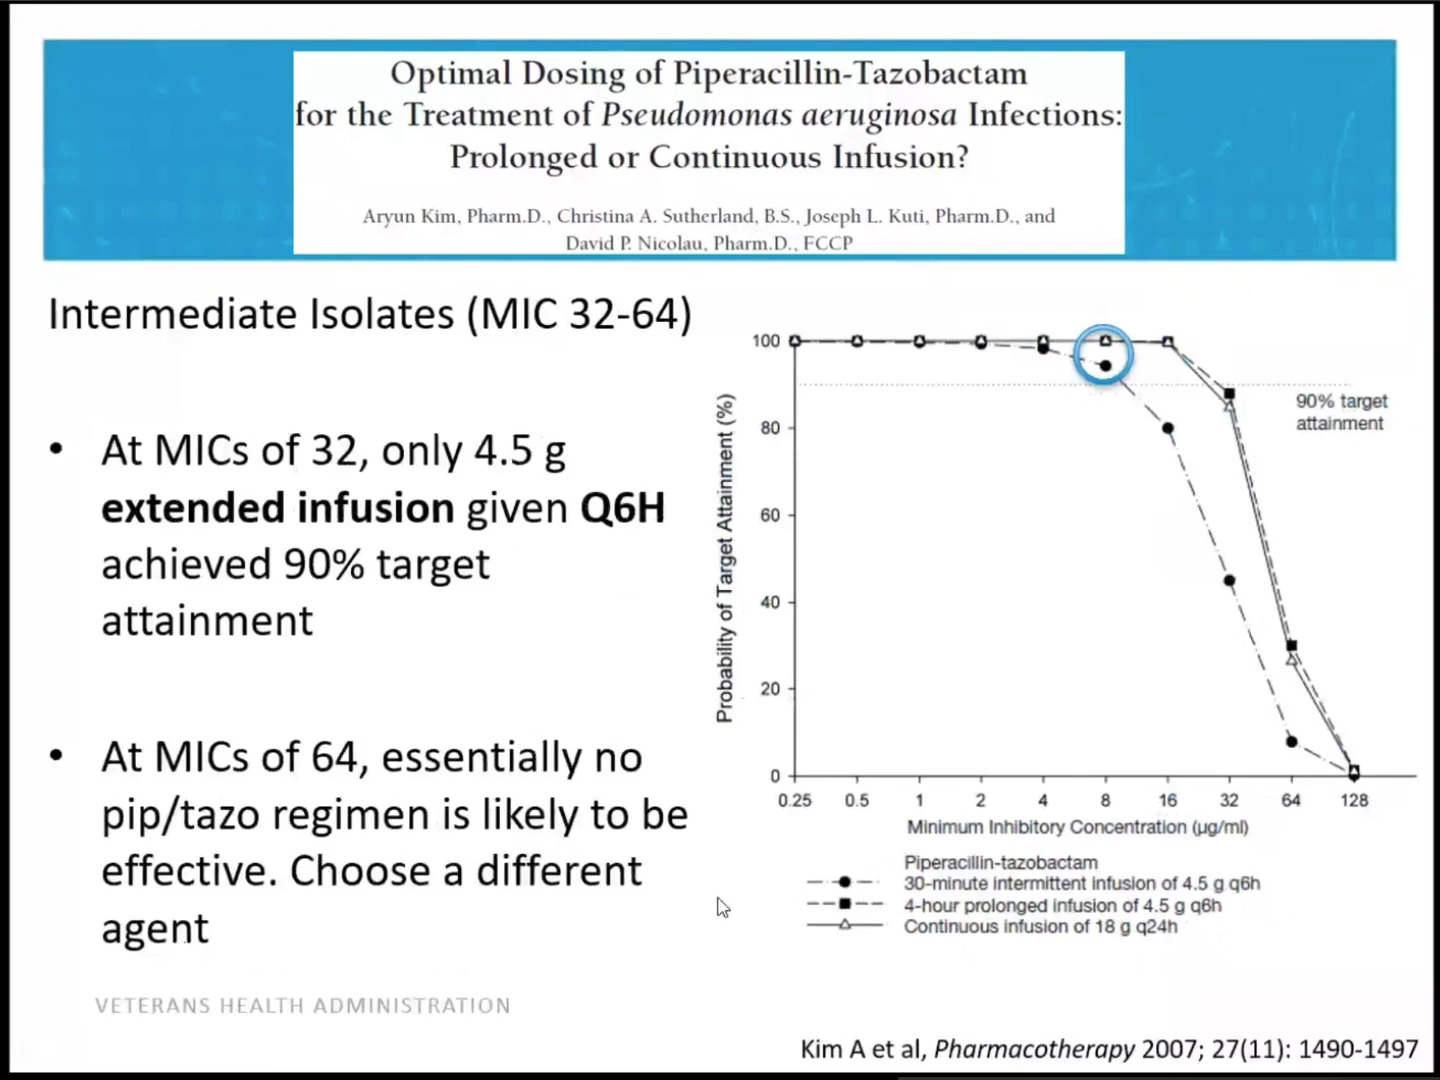 Optimal Dosing of Piperacillin-Tazobactam
for the Treatment of Pseudomonas aeruginosa Infections:
Prolonged or Continuous Infusion?
Aryun Kim, Pharm.D., Christina A. Sutherland, B.S., Joseph L. Kuti, Pharm.D., and
David P. Nicolau, Pharm.D., FCCP
Intermediate Isolates (MIC 32-64)
• At MICs of 32, only 4.5 g
extended infusion given Q6H
achieved 90% target
attainment
• At MICs of 64, essentially no
pip/tazo regimen is likely to be
effective. Choose a different
agent
VETERANS HEALTH ADMINISTRATION
Probability of Target Attainment (%)
100
80
60
40
20
0
90% target
attainment
0.25 0.5 1 2 4 8 16 32 64 128
Minimum Inhibitory Concentration (µg/ml)
Piperacillin-tazobactam
30-minute intermittent infusion of 4.5 g q6h
4-hour prolonged infusion of 4.5 g q6h
Continuous infusion of 18 g q24h
Kim A et al, Pharmacotherapy 2007; 27(11): 1490-1497